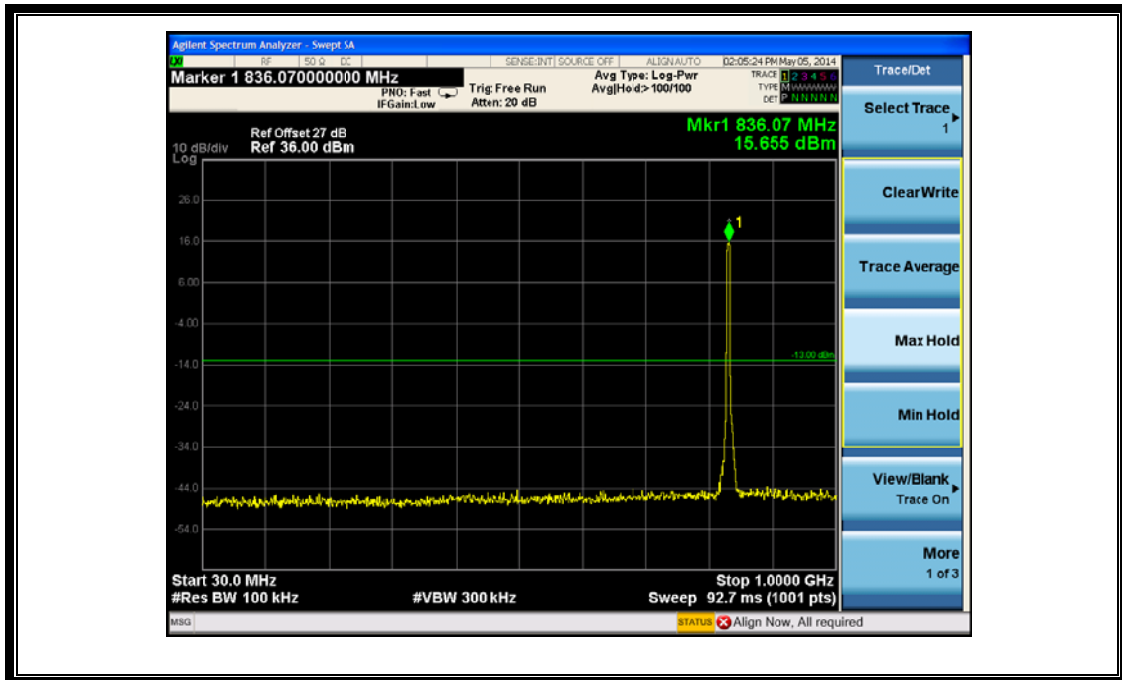 Agilent Spectrum Analyzer - Swept SA
LXI RF 50 Ω DC SENSE:INT SOURCE OFF ALIGN AUTO 02:05:24 PM May 05, 2014
Marker 1 836.070000000 MHz
PNO: Fast
IFGain:Low
Trig: Free Run
Atten: 20 dB
Avg Type: Log-Pwr
Avg|Hold:> 100/100
TRACE 1 2 3 4 5 6
TYPE M WWWWW
DET P N N N N N
Mkr1 836.07 MHz
15.655 dBm
Ref Offset 27 dB
10 dB/div Ref 36.00 dBm
Log
26.0
1
16.0
6.00
-4.00
-13.00 dBm
-14.0
-24.0
-34.0
-44.0
-54.0
Start 30.0 MHz Stop 1.0000 GHz
#Res BW 100 kHz #VBW 300 kHz Sweep 92.7 ms (1001 pts)
MSG STATUS Align Now, All required
Trace/Det
Select Trace
1
Clear Write
Trace Average
Max Hold
Min Hold
View/Blank
Trace On
More
1 of 3